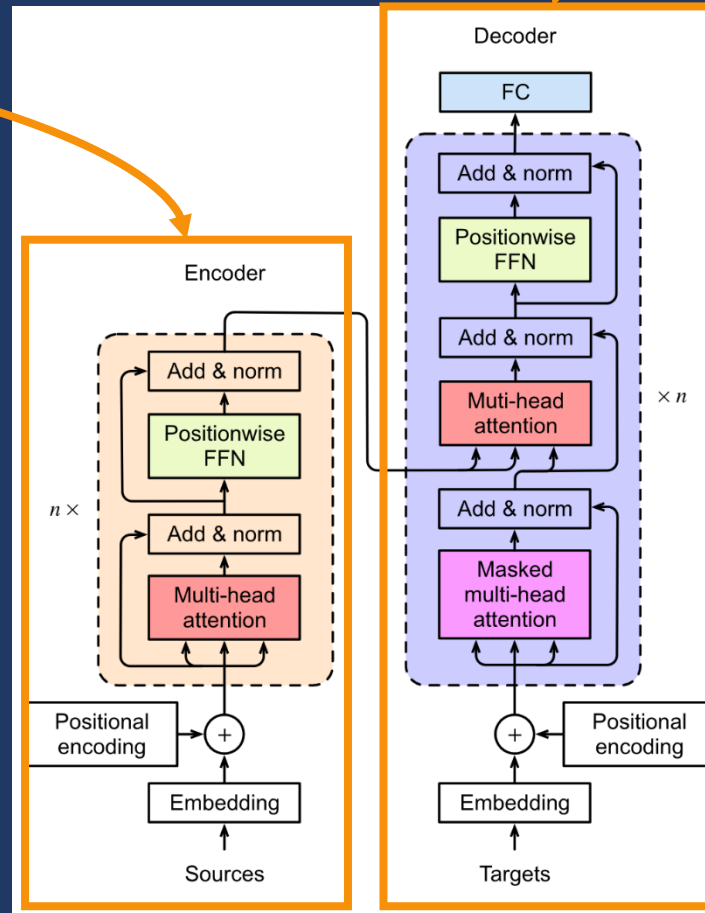 Encoder
Add & norm
Positionwise
FFN
n ×
Add & norm
Multi-head
attention
Positional
encoding
+
Embedding
Sources
Decoder
FC
Add & norm
Positionwise
FFN
Add & norm
Muti-head
attention
× n
Add & norm
Masked
multi-head
attention
+
Positional
encoding
Embedding
Targets